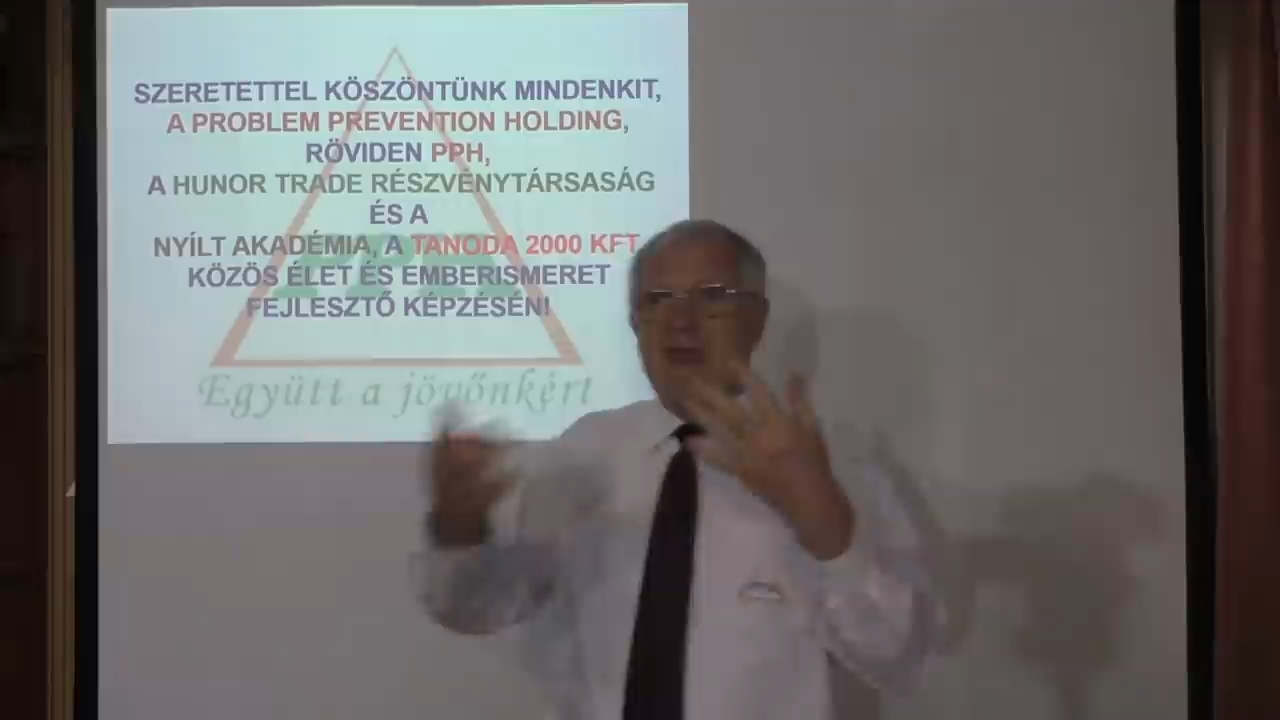 SZERETETTEL KÖSZÖNTÜNK MINDENKIT,
A PROBLEM PREVENTION HOLDING,
RÖVIDEN PPH,
A HUNOR TRADE RÉSZVÉNYTÁRSASÁG
ÉS A
NYÍLT AKADÉMIA, A TANODA 2000 KFT
KÖZÖS ÉLET ÉS EMBERISMERET
FEJLESZTŐ KÉPZÉSÉN!
PPH
Együtt a jövőnkért